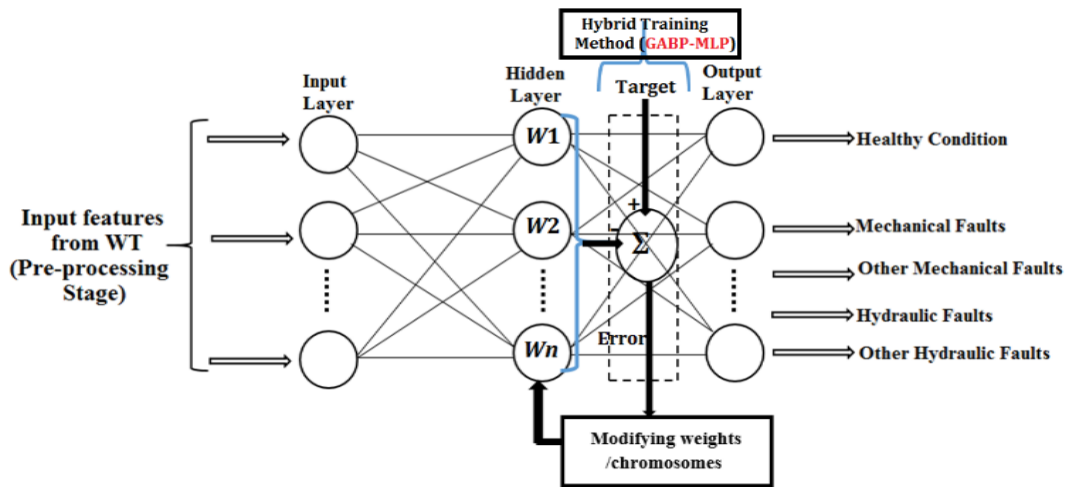 Hybrid Training
Method (GABP-MLP)
Input
Layer
Hidden
Layer
Target
Output
Layer
Input features
from WT
(Pre-processing
Stage)
W1
W2
Wn
+
-
Σ
Error
Healthy Condition
Mechanical Faults
Other Mechanical Faults
Hydraulic Faults
Other Hydraulic Faults
Modifying weights
/chromosomes